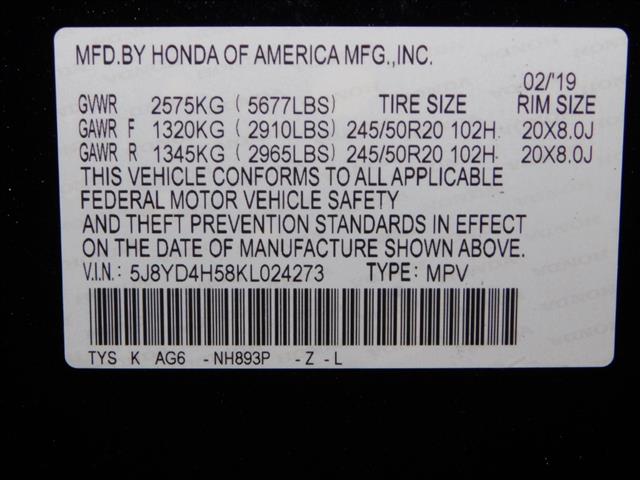 MFD.BY HONDA OF AMERICA MFG.,INC.
02/'19
GVWR 2575KG (5677LBS) TIRE SIZE RIM SIZE
GAWR F 1320KG (2910LBS) 245/50R20 102H 20X8.0J
GAWR R 1345KG (2965LBS) 245/50R20 102H 20X8.0J
THIS VEHICLE CONFORMS TO ALL APPLICABLE
FEDERAL MOTOR VEHICLE SAFETY
AND THEFT PREVENTION STANDARDS IN EFFECT
ON THE DATE OF MANUFACTURE SHOWN ABOVE.
V.I.N: 5J8YD4H58KL024273 TYPE: MPV
TYS K AG6 -NH893P -Z -L